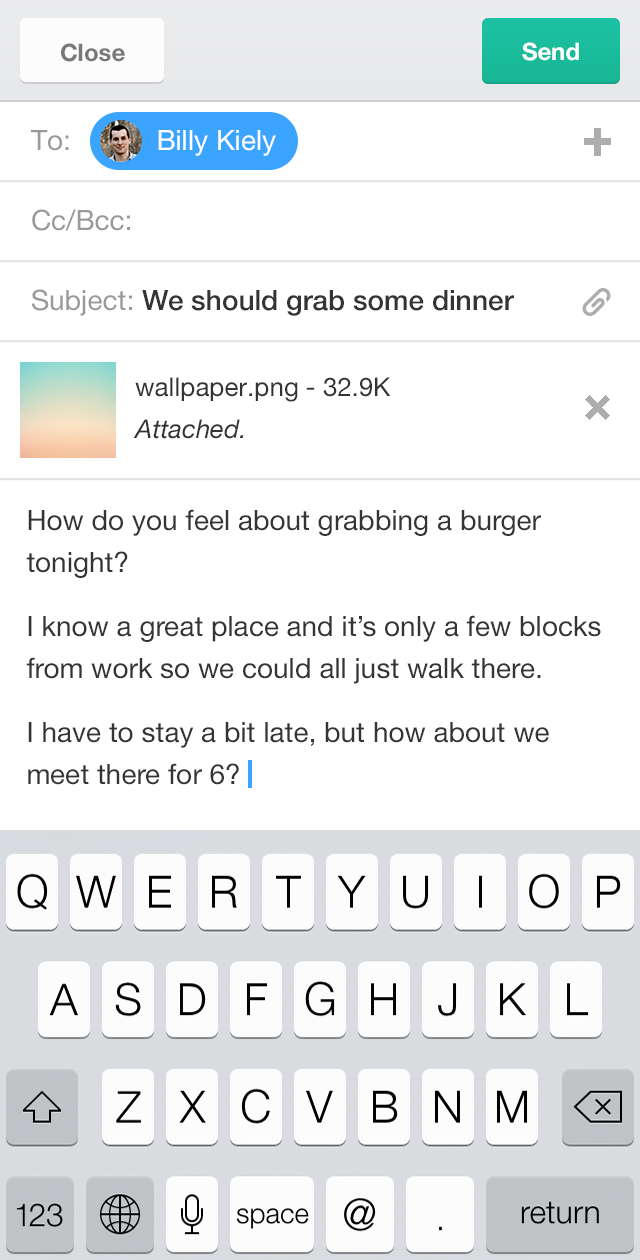 Close Send
To: Billy Kiely
Cc/Bcc:
Subject: We should grab some dinner
wallpaper.png - 32.9K
Attached.
How do you feel about grabbing a burger
tonight?
I know a great place and it’s only a few blocks
from work so we could all just walk there.
I have to stay a bit late, but how about we
meet there for 6?
Q W E R T Y U I O P
A S D F G H J K L
Z X C V B N M
123 space @ . return